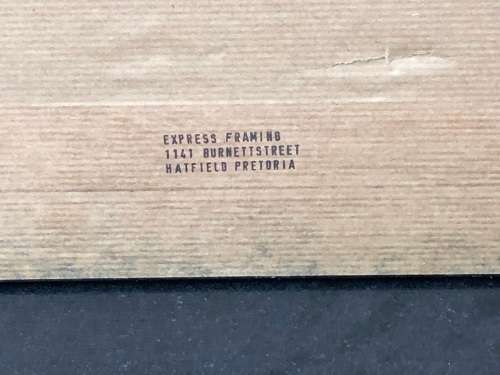 EXPRESS FRAMING
1141 BURNETTSTREET
HATFIELD PRETORIA